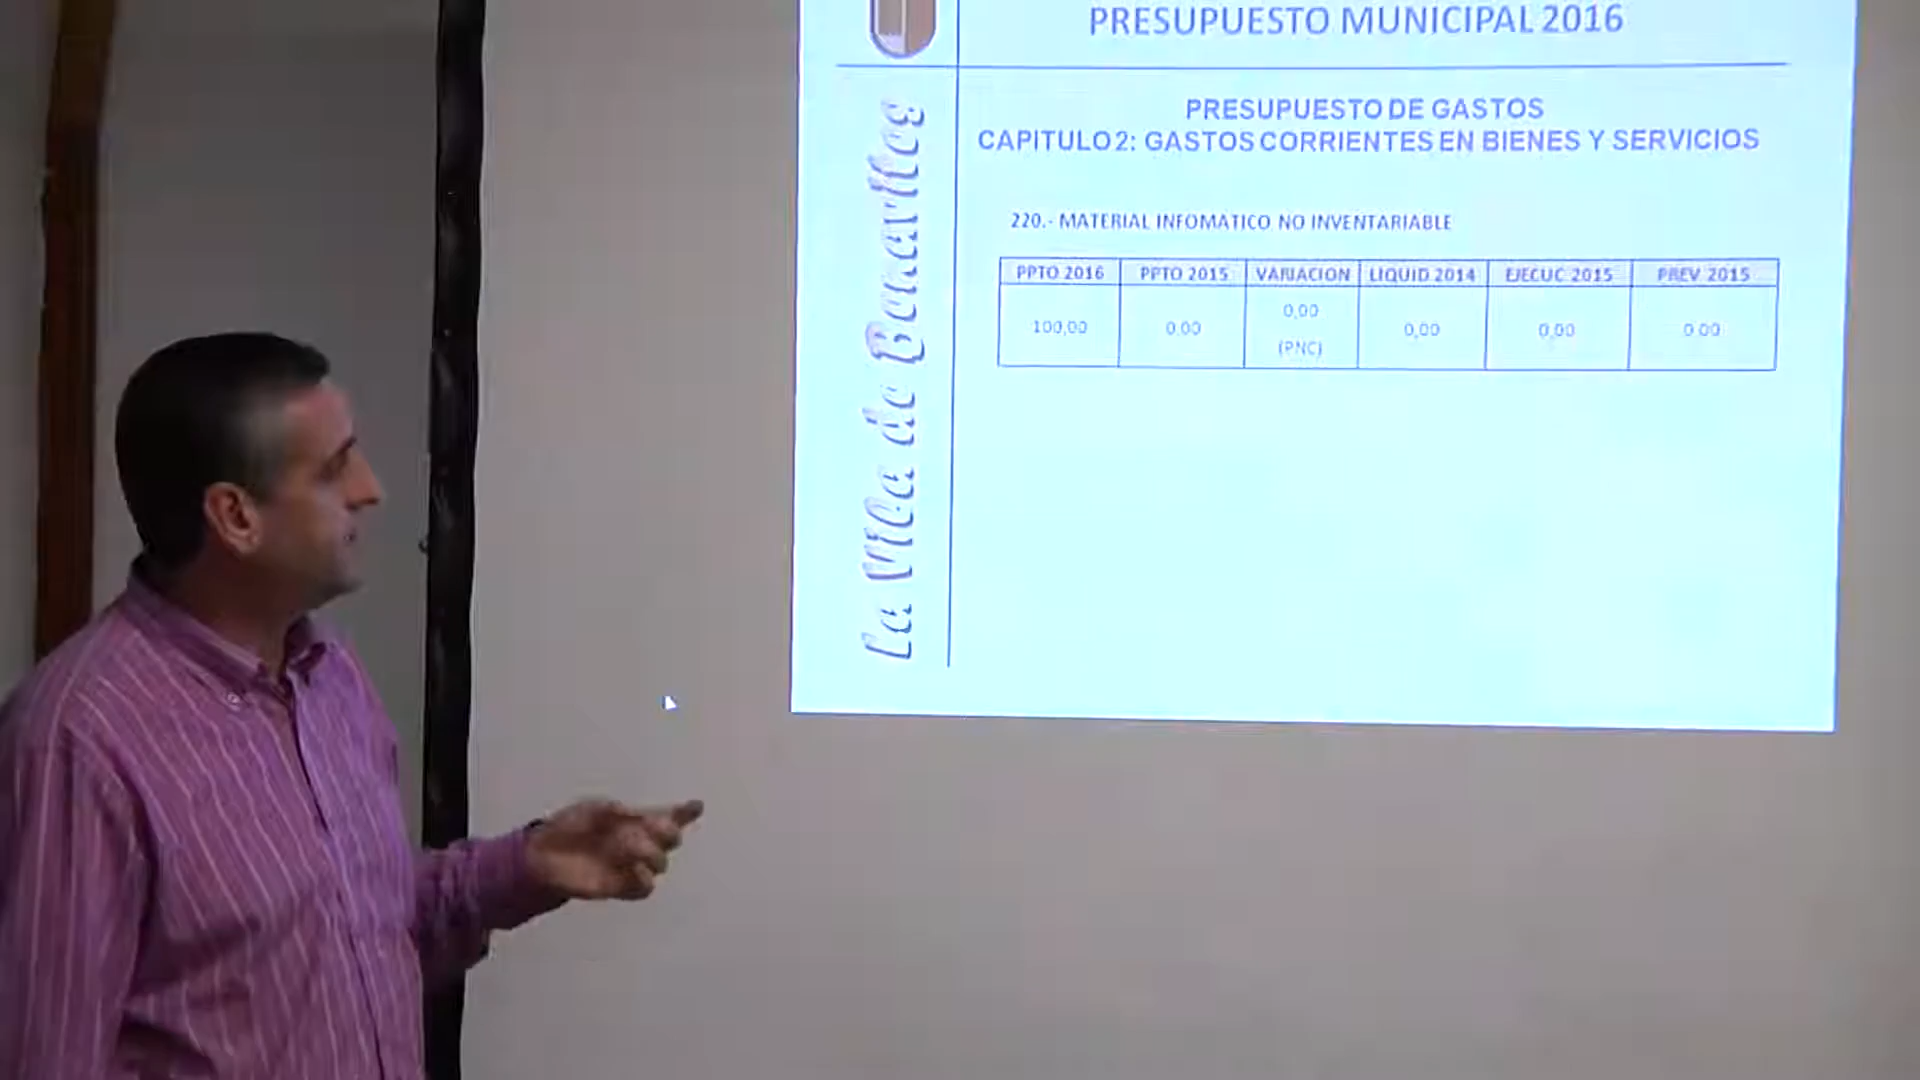 PRESUPUESTO MUNICIPAL 2016
PRESUPUESTO DE GASTOS
CAPITULO 2: GASTOS CORRIENTES EN BIENES Y SERVICIOS
La Villa de Benavites
220.- MATERIAL INFOMATICO NO INVENTARIABLE
PPTO 2016 PPTO 2015 VARIACION LIQUID 2014 EJECUC 2015 PREV 2015
100,00 0,00 0,00 (PNC) 0,00 0,00 0,00